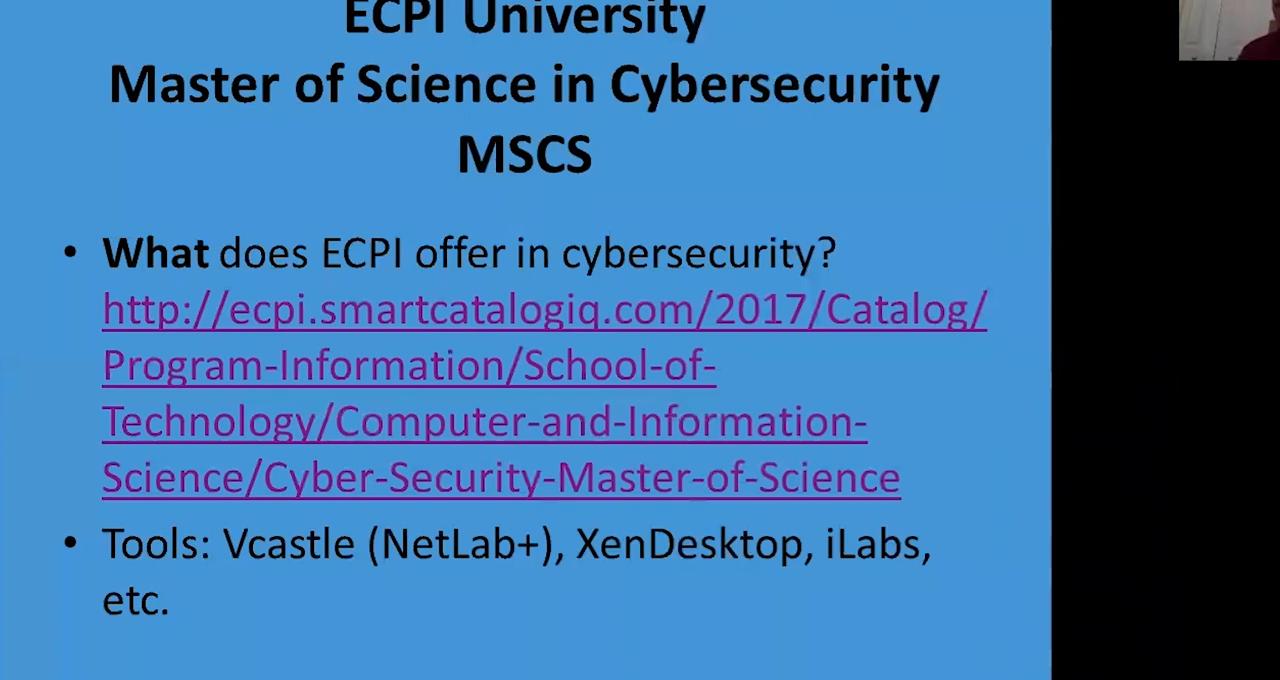 ECPI University
Master of Science in Cybersecurity
MSCS
• What does ECPI offer in cybersecurity?
http://ecpi.smartcatalogiq.com/2017/Catalog/
Program-Information/School-of-
Technology/Computer-and-Information-
Science/Cyber-Security-Master-of-Science
• Tools: Vcastle (NetLab+), XenDesktop, iLabs,
etc.